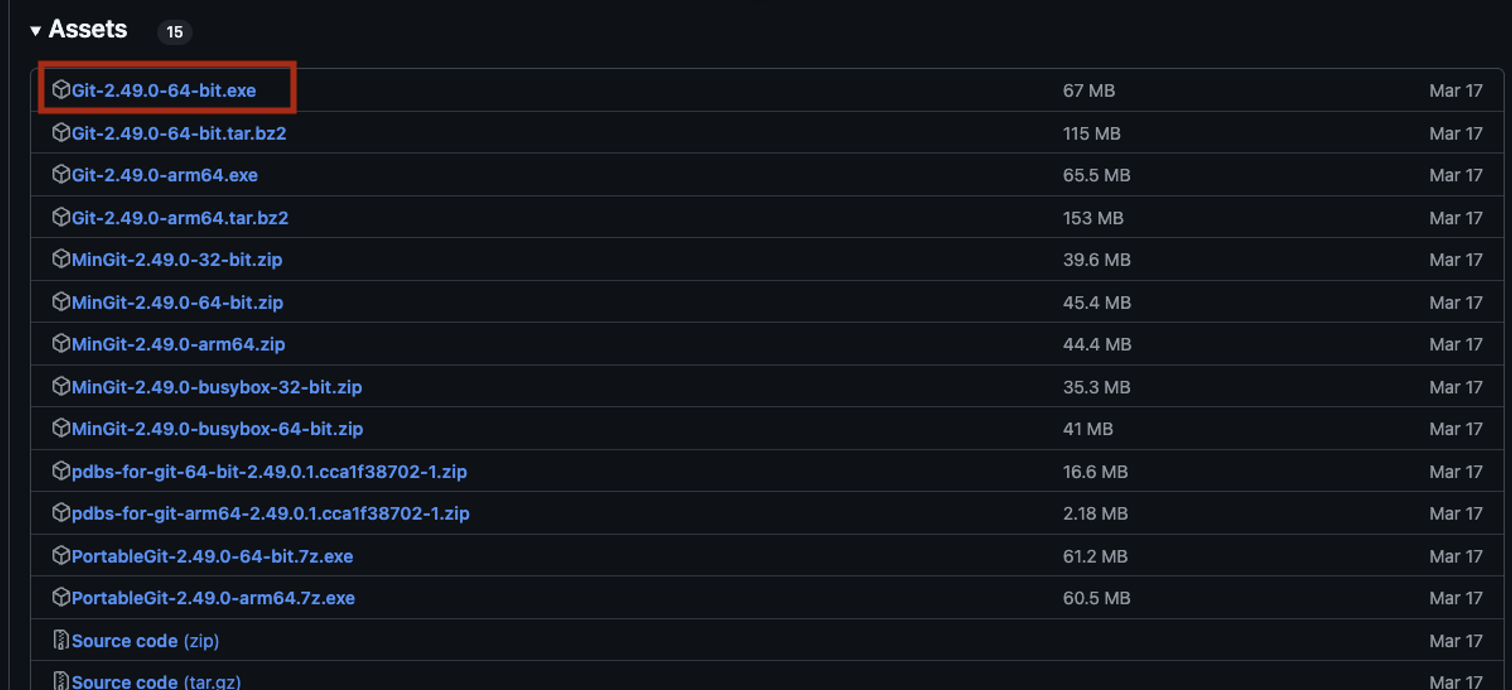 Assets 15
Git-2.49.0-64-bit.exe 67 MB Mar 17
Git-2.49.0-64-bit.tar.bz2 115 MB Mar 17
Git-2.49.0-arm64.exe 65.5 MB Mar 17
Git-2.49.0-arm64.tar.bz2 153 MB Mar 17
MinGit-2.49.0-32-bit.zip 39.6 MB Mar 17
MinGit-2.49.0-64-bit.zip 45.4 MB Mar 17
MinGit-2.49.0-arm64.zip 44.4 MB Mar 17
MinGit-2.49.0-busybox-32-bit.zip 35.3 MB Mar 17
MinGit-2.49.0-busybox-64-bit.zip 41 MB Mar 17
pdbs-for-git-64-bit-2.49.0.1.cca1f38702-1.zip 16.6 MB Mar 17
pdbs-for-git-arm64-2.49.0.1.cca1f38702-1.zip 2.18 MB Mar 17
PortableGit-2.49.0-64-bit.7z.exe 61.2 MB Mar 17
PortableGit-2.49.0-arm64.7z.exe 60.5 MB Mar 17
Source code (zip) Mar 17
Source code (tar.gz) Mar 17